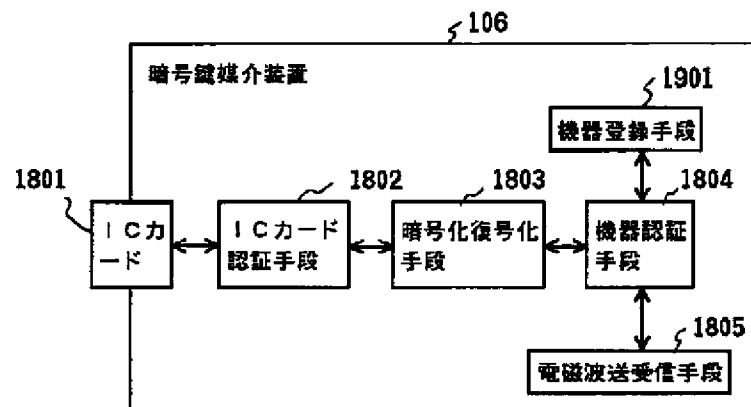 106
暗号鍵媒介装置
1901
機器登録手段
1801
ICカ
ード
1802
ICカード
認証手段
1803
暗号化復号化
手段
1804
機器認証
手段
1805
電磁波送受信手段